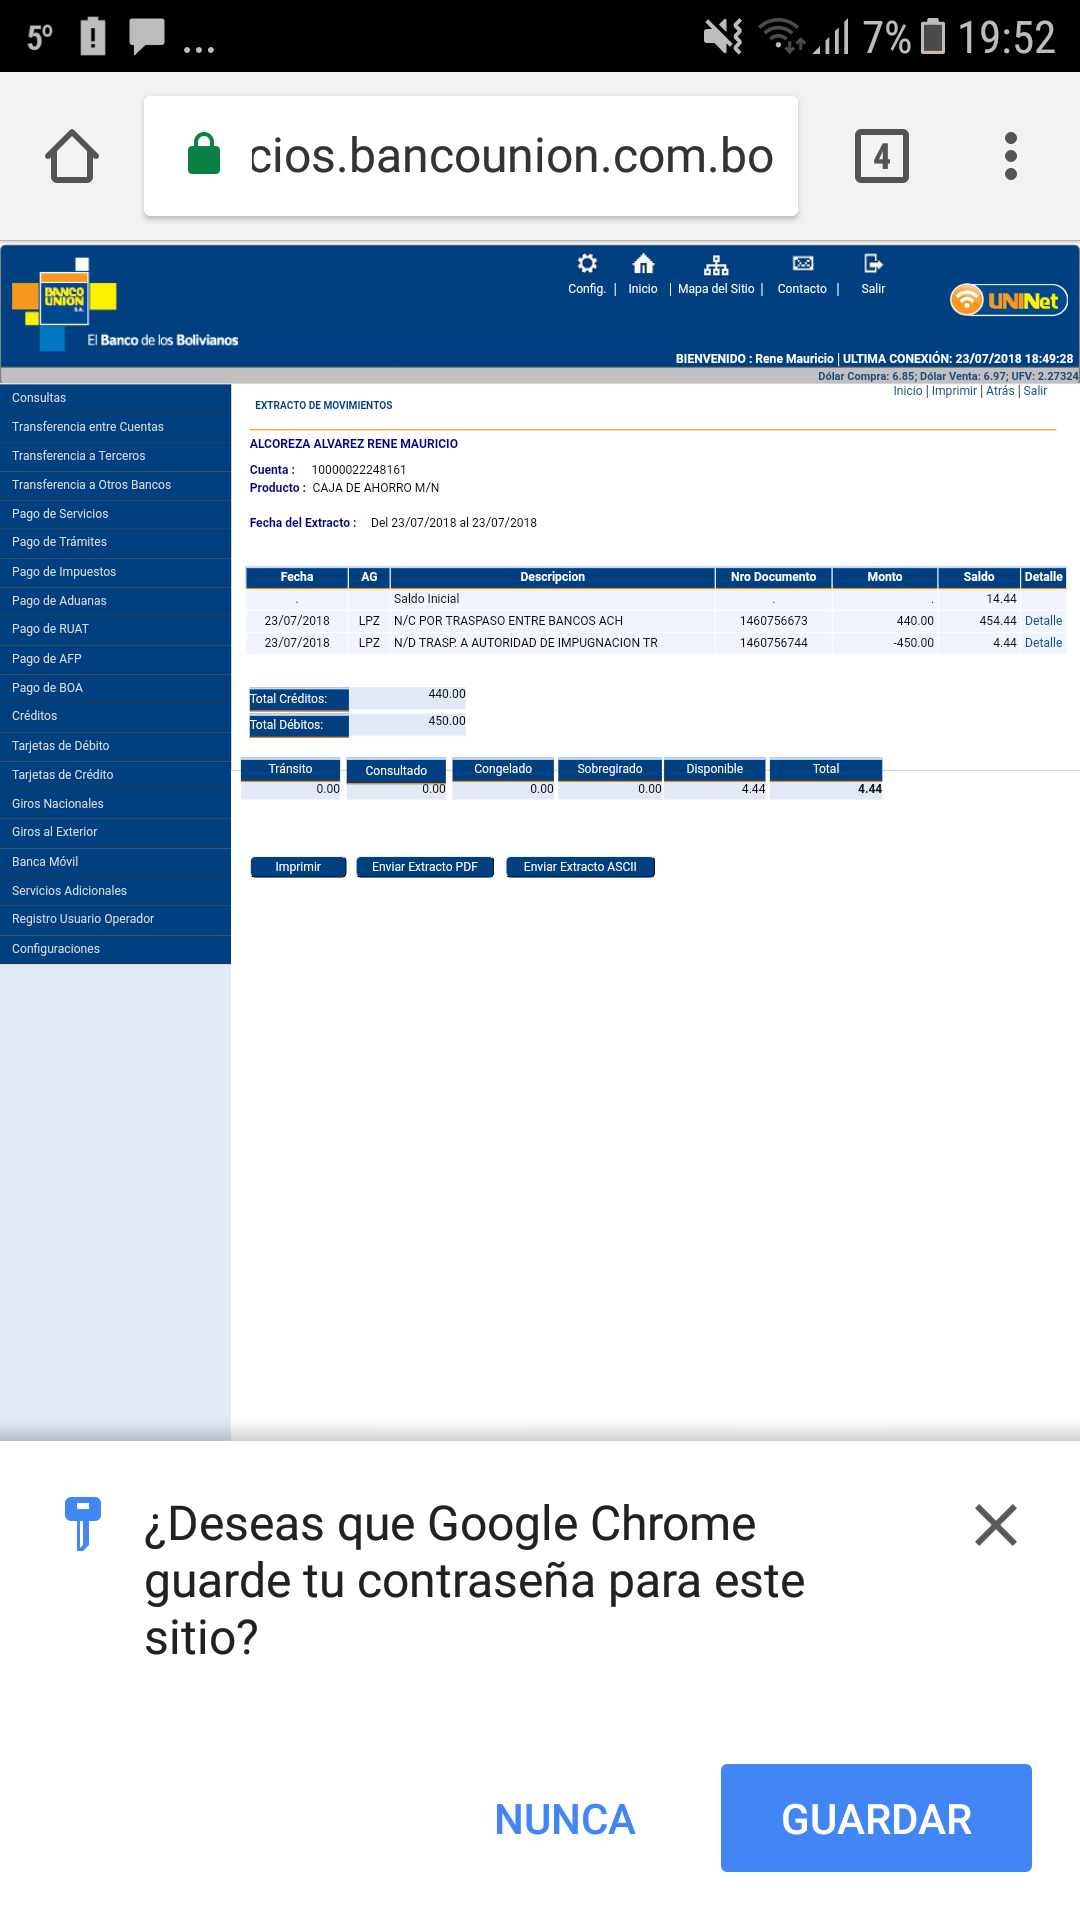 5º ... 7% 19:52
cios.bancounion.com.bo 4
BANCO UNION S.A.
El Banco de los Bolivianos
Config. | Inicio | Mapa del Sitio | Contacto | Salir
UNINet
BIENVENIDO : Rene Mauricio | ULTIMA CONEXIÓN: 23/07/2018 18:49:28
Dólar Compra: 6.85; Dólar Venta: 6.97; UFV: 2.27324
Inicio | Imprimir | Atrás | Salir
Consultas
Transferencia entre Cuentas
Transferencia a Terceros
Transferencia a Otros Bancos
Pago de Servicios
Pago de Trámites
Pago de Impuestos
Pago de Aduanas
Pago de RUAT
Pago de AFP
Pago de BOA
Créditos
Tarjetas de Débito
Tarjetas de Crédito
Giros Nacionales
Giros al Exterior
Banca Móvil
Servicios Adicionales
Registro Usuario Operador
Configuraciones
EXTRACTO DE MOVIMIENTOS
ALCOREZA ALVAREZ RENE MAURICIO
Cuenta : 10000022248161
Producto : CAJA DE AHORRO M/N
Fecha del Extracto : Del 23/07/2018 al 23/07/2018
Fecha AG Descripcion Nro Documento Monto Saldo Detalle
. Saldo Inicial . . 14.44
23/07/2018 LPZ N/C POR TRASPASO ENTRE BANCOS ACH 1460756673 440.00 454.44 Detalle
23/07/2018 LPZ N/D TRASP. A AUTORIDAD DE IMPUGNACION TR 1460756744 -450.00 4.44 Detalle
Total Créditos: 440.00
Total Débitos: 450.00
Tránsito Consultado Congelado Sobregirado Disponible Total
0.00 0.00 0.00 0.00 4.44 4.44
Imprimir Enviar Extracto PDF Enviar Extracto ASCII
¿Deseas que Google Chrome
guarde tu contraseña para este
sitio?
NUNCA GUARDAR